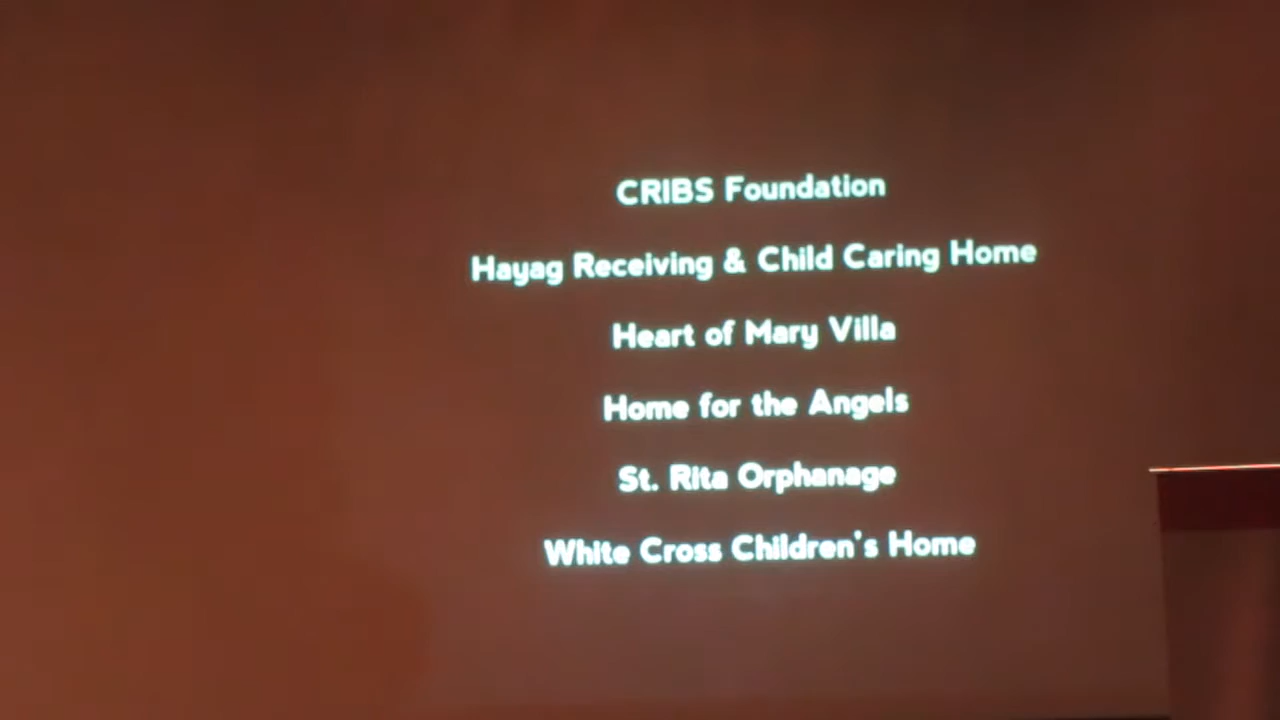 CRIBS Foundation
Hayag Receiving & Child Caring Home
Heart of Mary Villa
Home for the Angels
St. Rita Orphanage
White Cross Children's Home